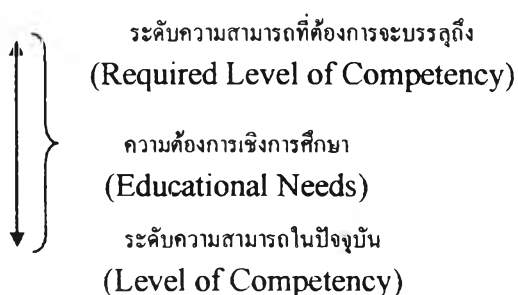 ระดับความสามารถที่ต้องการจะบรรลุถึง
(Required Level of Competency)
ความต้องการเชิงการศึกษา
(Educational Needs)
ระดับความสามารถในปัจจุบัน
(Level of Competency)